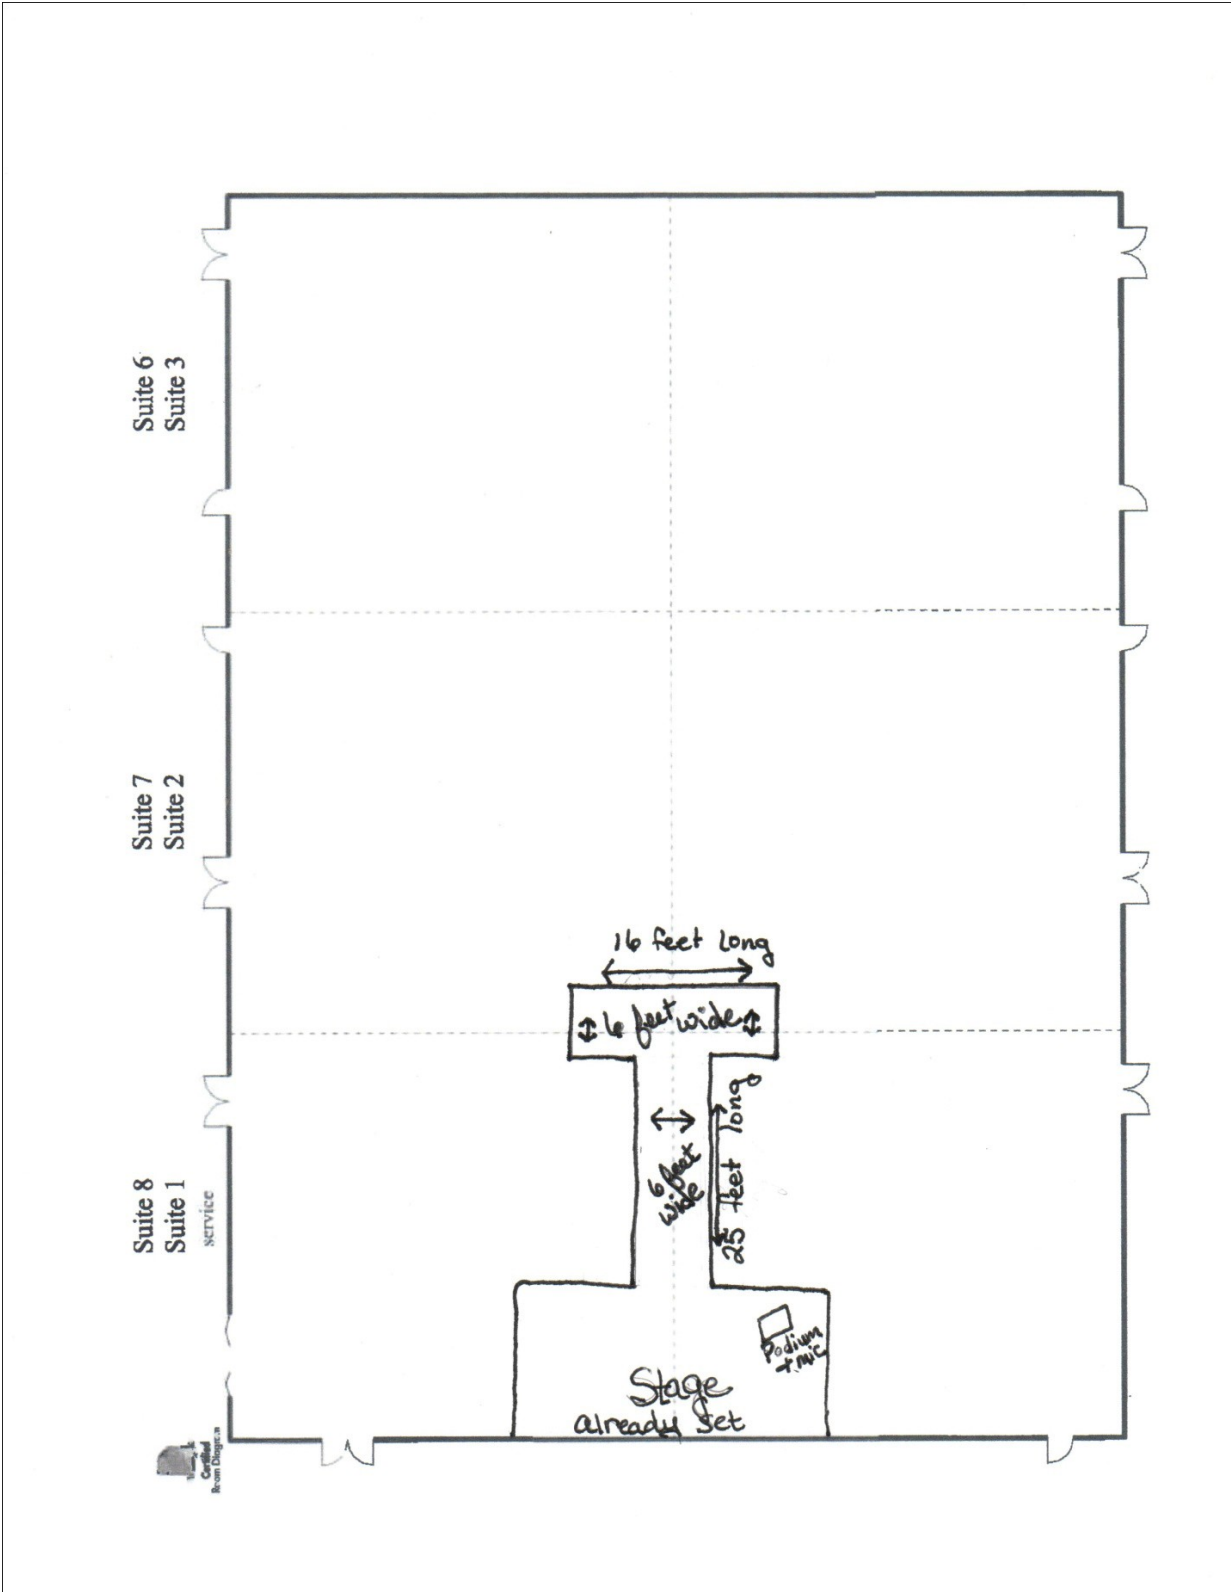 Suite 6
Suite 3
Suite 7
Suite 2
16 feet long
6 feet wide
6 feet
wide
25 feet long
Suite 8
Suite 1
service
Podium
+ mic
Stage
already set
Certified
Room Diagram